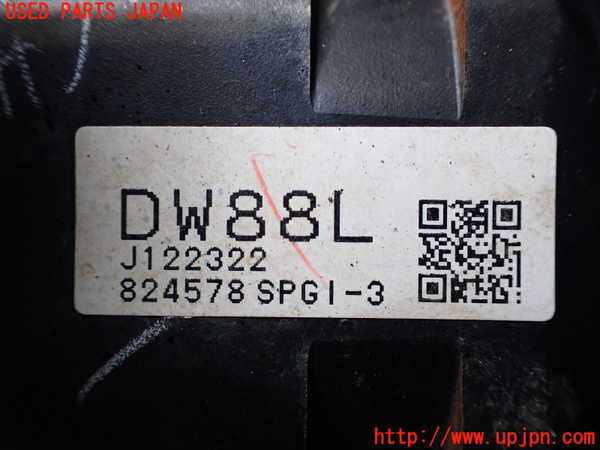 USED PARTS JAPAN
DW88L
J122322
824578 SPGI-3
http://www.upjpn.com/